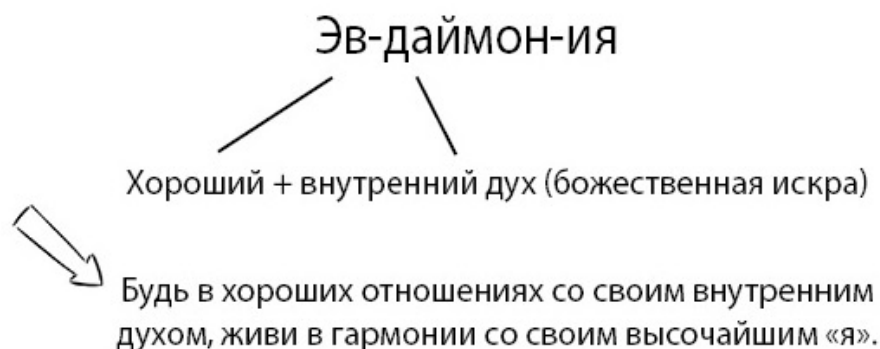 Эв-даймон-ия
Хороший + внутренний дух (божественная искра)
Будь в хороших отношениях со своим внутренним
духом, живи в гармонии со своим высочайшим «я».